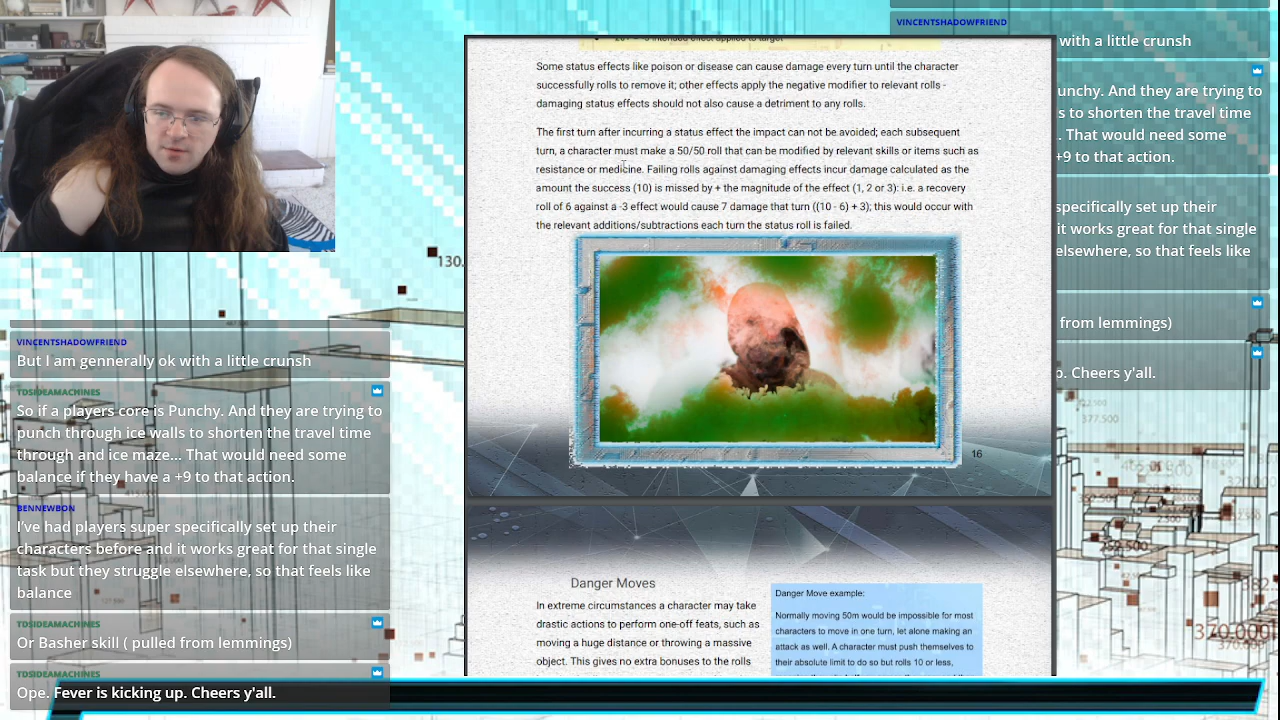 VINCENTSHADOWFRIEND
with a little crunsh
unchy. And they are trying to
s to shorten the travel time
. That would need some
+9 to that action.
specifically set up their
it works great for that single
elsewhere, so that feels like
from lemmings)
. Cheers y'all.
Some status effects like poison or disease can cause damage every turn until the character
successfully rolls to remove it; other effects apply the negative modifier to relevant rolls -
damaging status effects should not also cause a detriment to any rolls.
The first turn after incurring a status effect the impact can not be avoided; each subsequent
turn, a character must make a 50/50 roll that can be modified by relevant skills or items such as
resistance or medicine. Failing rolls against damaging effects incur damage calculated as the
amount the success (10) is missed by + the magnitude of the effect (1, 2 or 3): i.e. a recovery
roll of 6 against a -3 effect would cause 7 damage that turn ((10 - 6) + 3); this would occur with
the relevant additions/subtractions each turn the status roll is failed.
16
Danger Moves
In extreme circumstances a character may take
drastic actions to perform one-off feats, such as
moving a huge distance or throwing a massive
object. This gives no extra bonuses to the rolls
Danger Move example:
Normally moving 50m would be impossible for most
characters to move in one turn, let alone making an
attack as well. A character must push themselves to
their absolute limit to do so but rolls 10 or less,
130.
VINCENTSHADOWFRIEND
But I am gennerally ok with a little crunsh
TDSIDEAMACHINES
So if a players core is Punchy. And they are trying to
punch through ice walls to shorten the travel time
through and ice maze... That would need some
balance if they have a +9 to that action.
BENNEWBON
I've had players super specifically set up their
characters before and it works great for that single
task but they struggle elsewhere, so that feels like
balance
TDSIDEAMACHINES
Or Basher skill ( pulled from lemmings)
TDSIDEAMACHINES
Ope. Fever is kicking up. Cheers y'all.
377.500
370.000